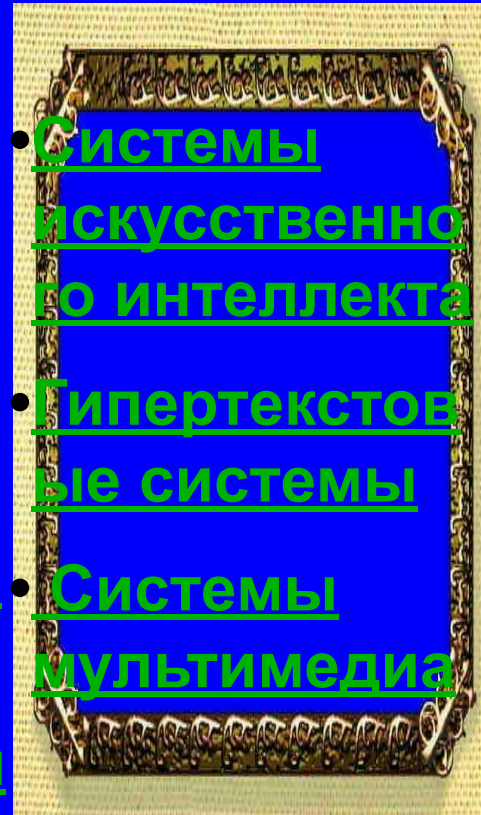 •Системы
искусственно
го интеллекта
•Гипертекстов
ые системы
• Системы
мультимедиа